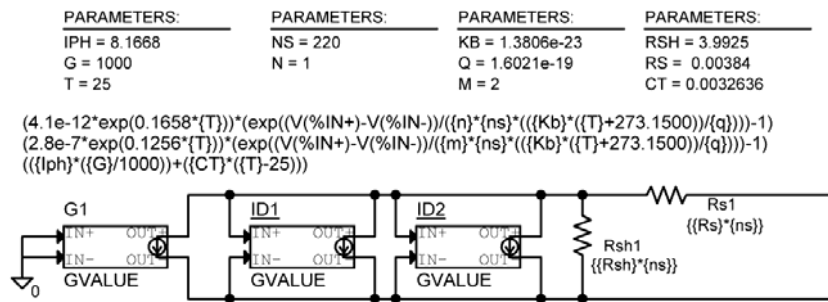 PARAMETERS: PARAMETERS: PARAMETERS: PARAMETERS:
IPH = 8.1668 NS = 220 KB = 1.3806e-23 RSH = 3.9925
G = 1000 N = 1 Q = 1.6021e-19 RS = 0.00384
T = 25 M = 2 CT = 0.0032636
(4.1e-12*exp(0.1658*{T}))*(exp((V(%IN+)-V(%IN-))/({n}*{ns}*(({Kb}*({T}+273.1500))/{q})))-1)
(2.8e-7*exp(0.1256*{T}))*(exp((V(%IN+)-V(%IN-))/({m}*{ns}*(({Kb}*({T}+273.1500))/{q})))-1)
(({Iph}*({G}/1000))+({CT}*({T}-25)))
G1 ID1 ID2 Rs1
{{Rs}*{ns}}
IN+ OUT+ IN+ OUT+ IN+ OUT+
IN- OUT- IN- OUT- IN- OUT-
Rsh1
{{Rsh}*{ns}}
GVALUE GVALUE GVALUE
0